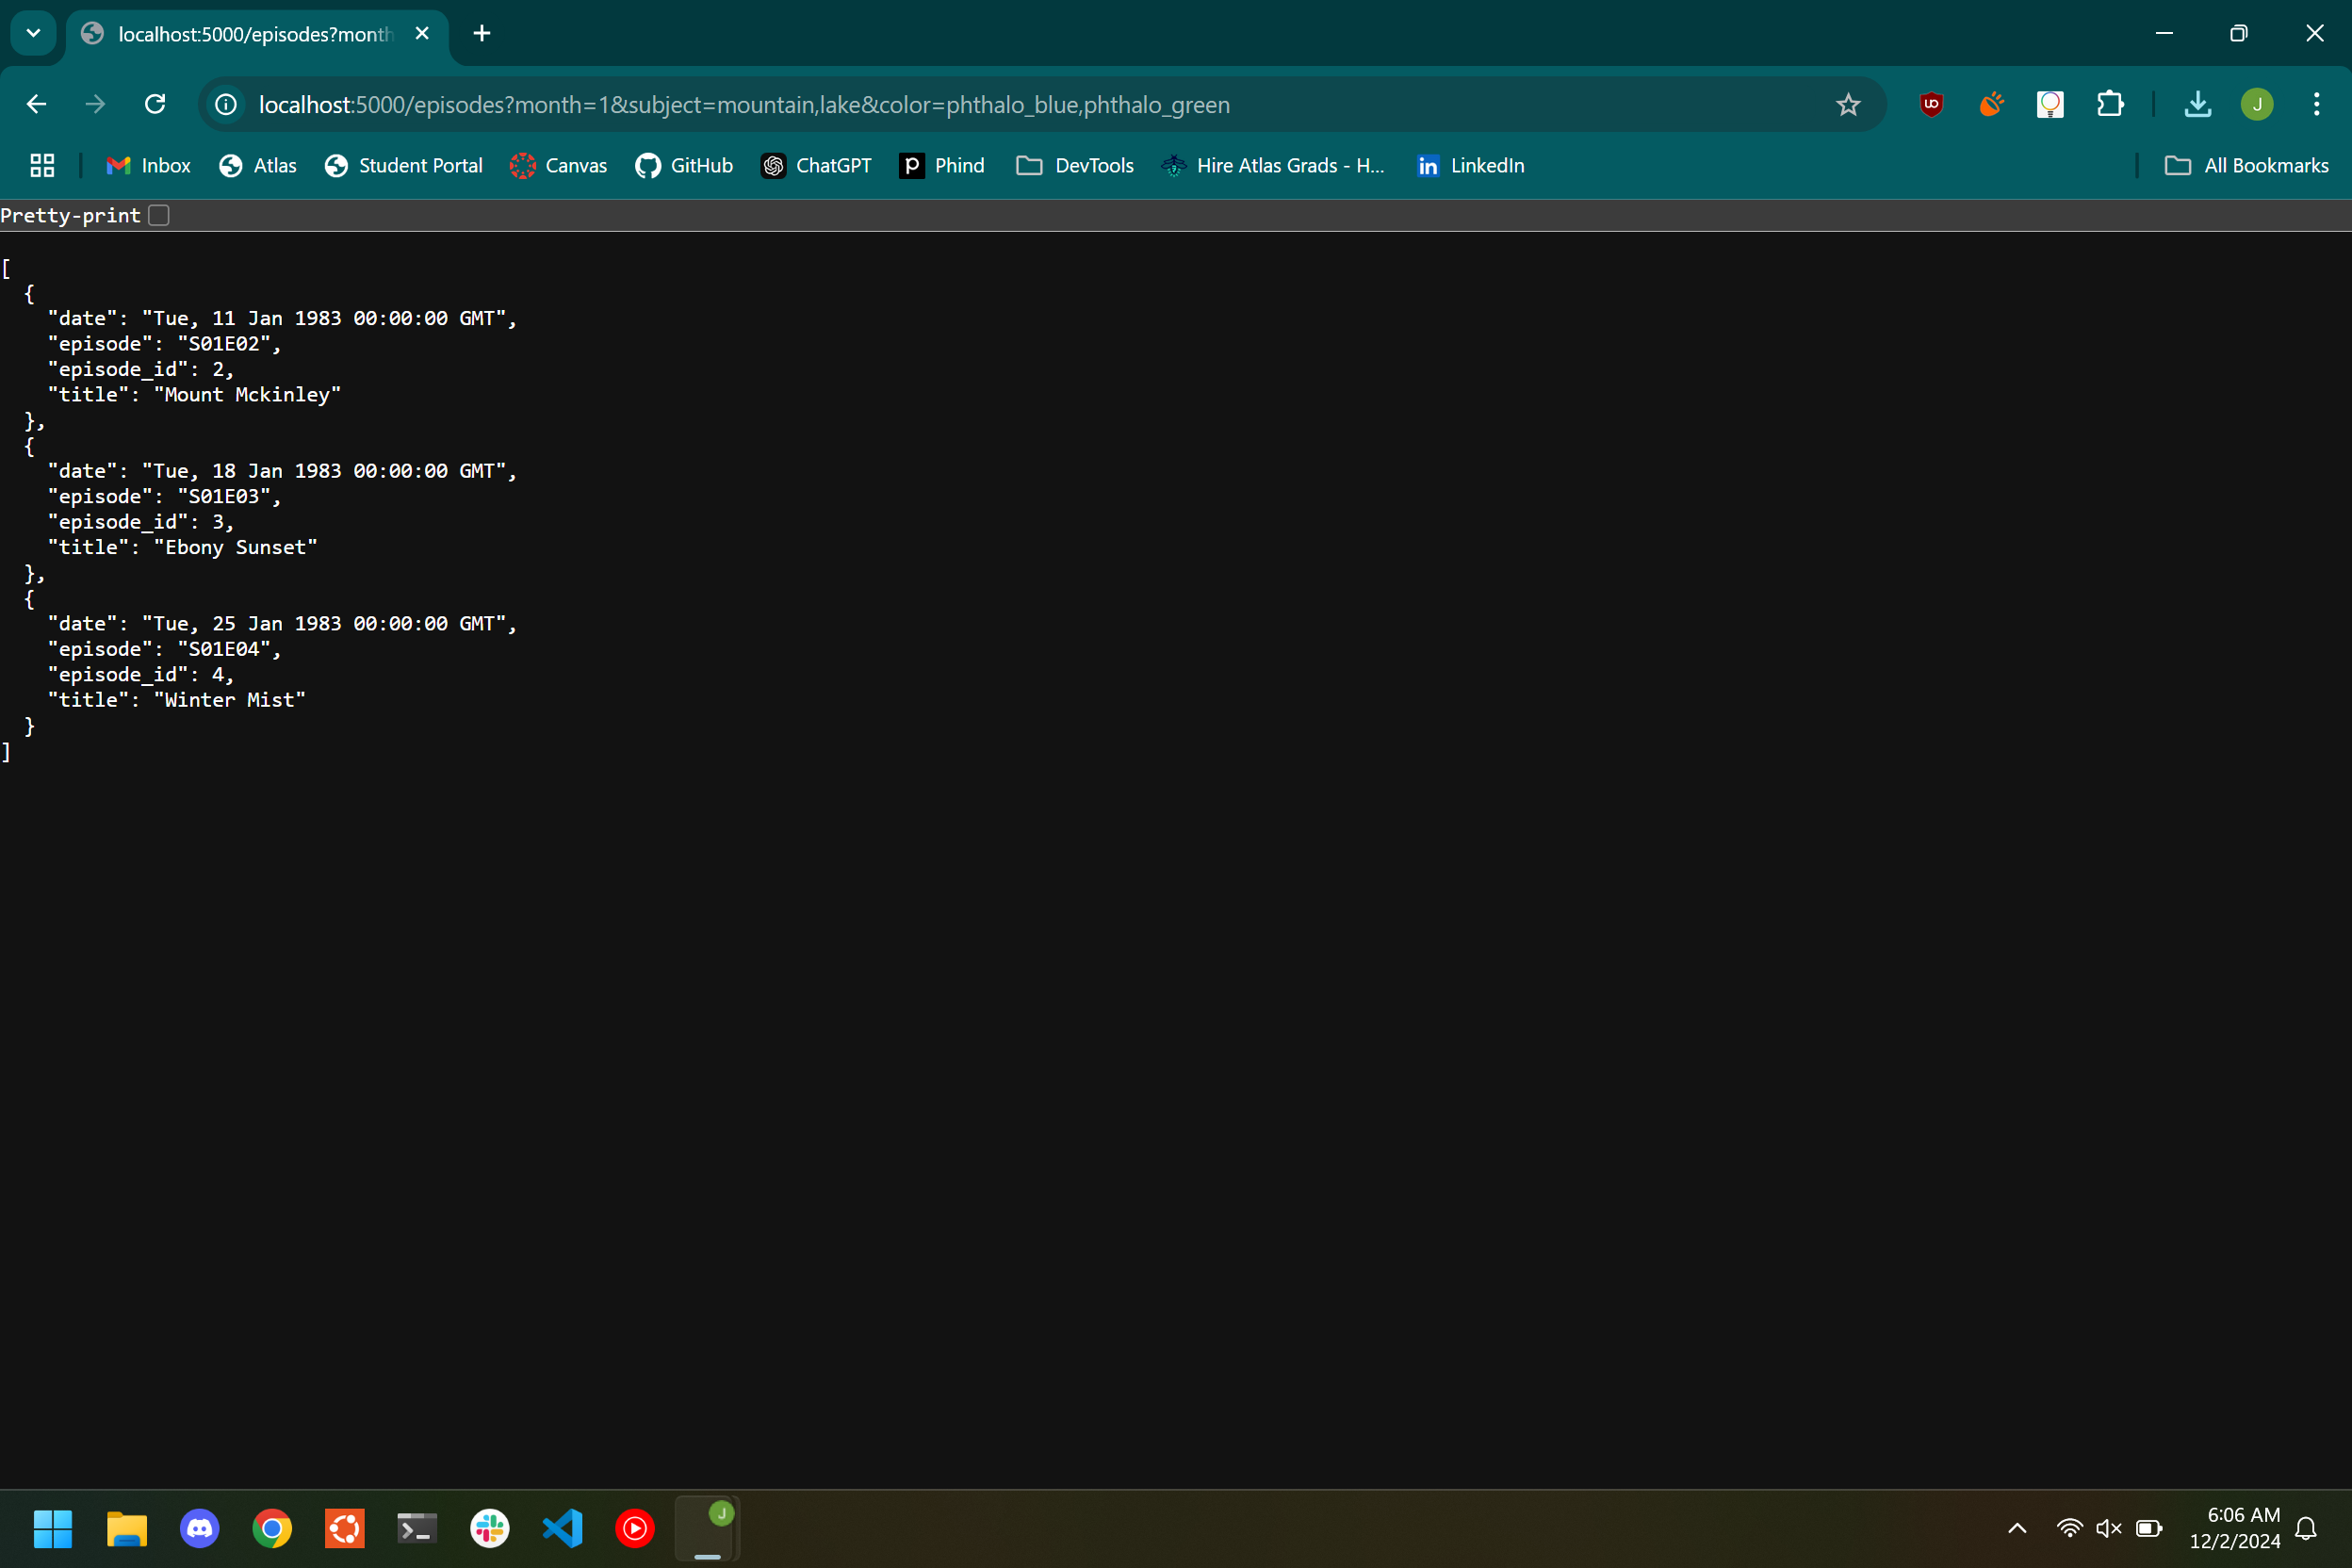 localhost:5000/episodes?month
localhost:5000/episodes?month=1&subject=mountain,lake&color=phthalo_blue,phthalo_green
J
Inbox
Atlas
Student Portal
Canvas
GitHub
ChatGPT
Phind
DevTools
Hire Atlas Grads - H...
LinkedIn
All Bookmarks
Pretty-print
[
  {
    "date": "Tue, 11 Jan 1983 00:00:00 GMT",
    "episode": "S01E02",
    "episode_id": 2,
    "title": "Mount Mckinley"
  },
  {
    "date": "Tue, 18 Jan 1983 00:00:00 GMT",
    "episode": "S01E03",
    "episode_id": 3,
    "title": "Ebony Sunset"
  },
  {
    "date": "Tue, 25 Jan 1983 00:00:00 GMT",
    "episode": "S01E04",
    "episode_id": 4,
    "title": "Winter Mist"
  }
]
J
6:06 AM
12/2/2024